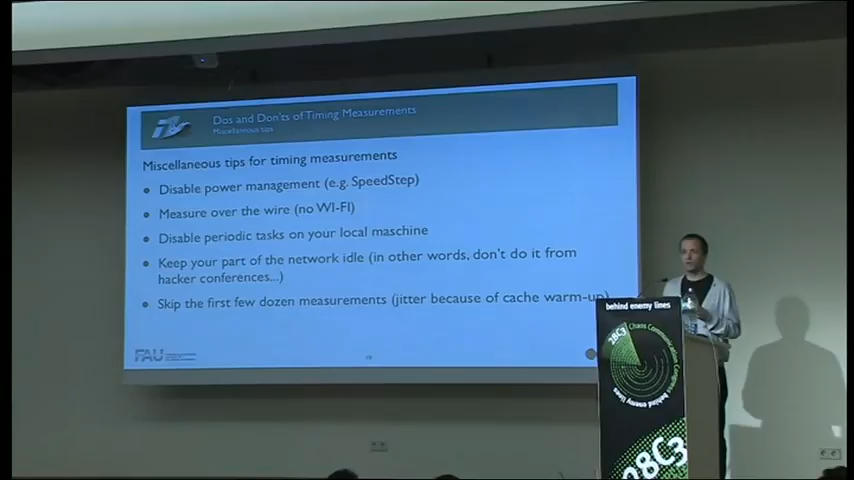 Dos and Don'ts of Timing Measurements
Miscellaneous tips
Miscellaneous tips for timing measurements
Disable power management (e.g. SpeedStep)
Measure over the wire (no WI-FI)
Disable periodic tasks on your local maschine
Keep your part of the network idle (in other words, don't do it from
hacker conferences...)
Skip the first few dozen measurements (jitter because of cache warm-up)
FAU
behind enemy lines
28C3
Chaos Communication Congress
behind enemy lines
28C3